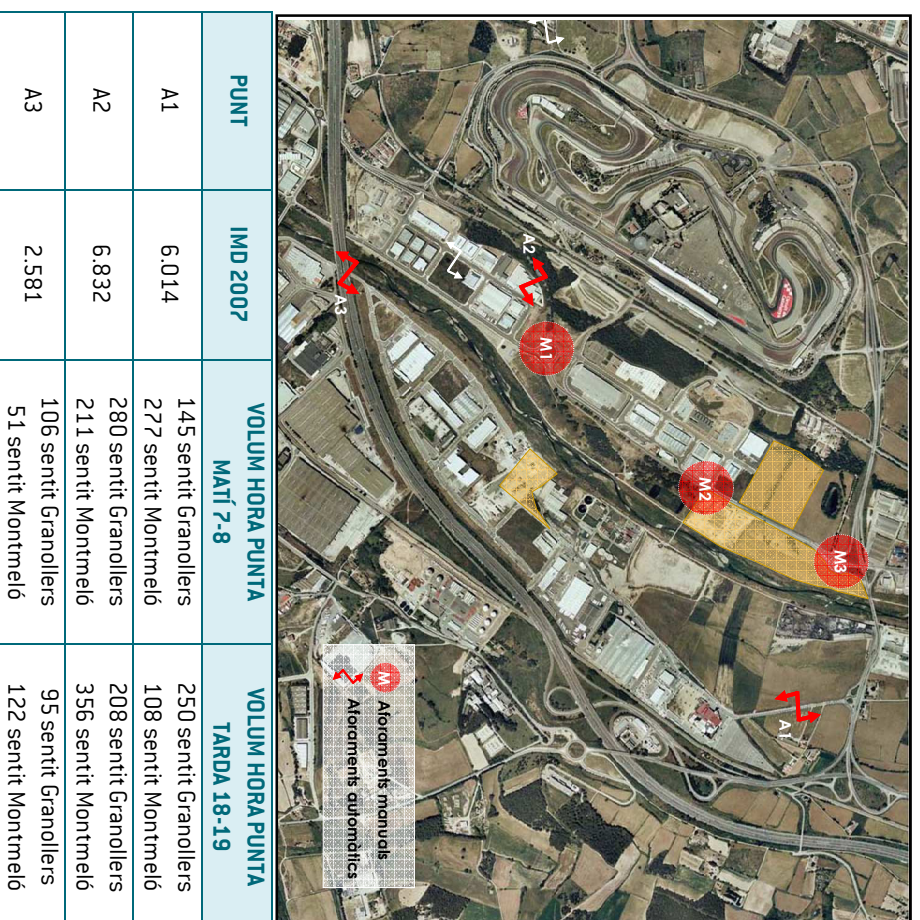 A1
A2
A3
M1
M2
M3
M Aforaments manuals
Aforaments automàtics
PUNT
IMD 2007
VOLUM HORA PUNTA
MATÍ 7-8
VOLUM HORA PUNTA
TARDA 18-19
A1
6.014
145 sentit Granollers
277 sentit Montmeló
250 sentit Granollers
108 sentit Montmeló
A2
6.832
280 sentit Granollers
211 sentit Montmeló
208 sentit Granollers
356 sentit Montmeló
A3
2.581
106 sentit Granollers
51 sentit Montmeló
95 sentit Granollers
122 sentit Montmeló